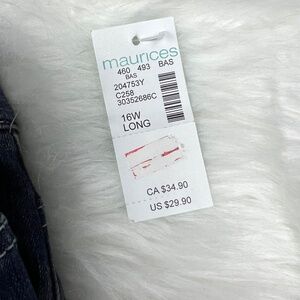 maurices
460 493 BAS
BAS
204753Y
C258
30352686C
16W
LONG
CA $34.90
US $29.90